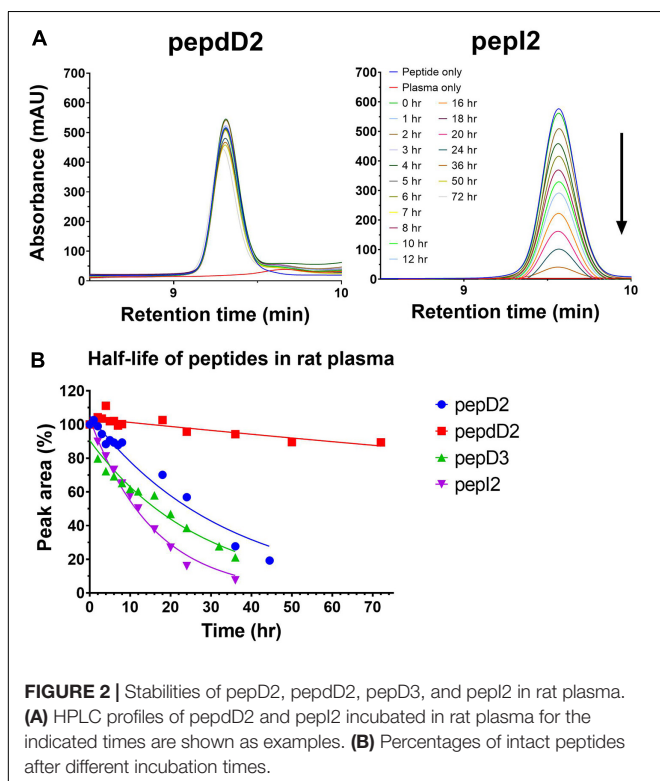 A
pepdD2
pepI2
Absorbance (mAU)
700
600
500
400
300
200
100
0
9
10
Retention time (min)
700
600
500
400
300
200
100
0
Peptide only
Plasma only
0 hr
1 hr
2 hr
3 hr
4 hr
5 hr
6 hr
7 hr
8 hr
10 hr
12 hr
16 hr
18 hr
20 hr
24 hr
36 hr
50 hr
72 hr
9
10
Retention time (min)
B
Half-life of peptides in rat plasma
Peak area (%)
120
100
80
60
40
20
0
0
10
20
30
40
50
60
70
Time (hr)
pepD2
pepdD2
pepD3
pepI2
FIGURE 2 | Stabilities of pepD2, pepdD2, pepD3, and pepI2 in rat plasma.
(A) HPLC profiles of pepdD2 and pepI2 incubated in rat plasma for the
indicated times are shown as examples. (B) Percentages of intact peptides
after different incubation times.